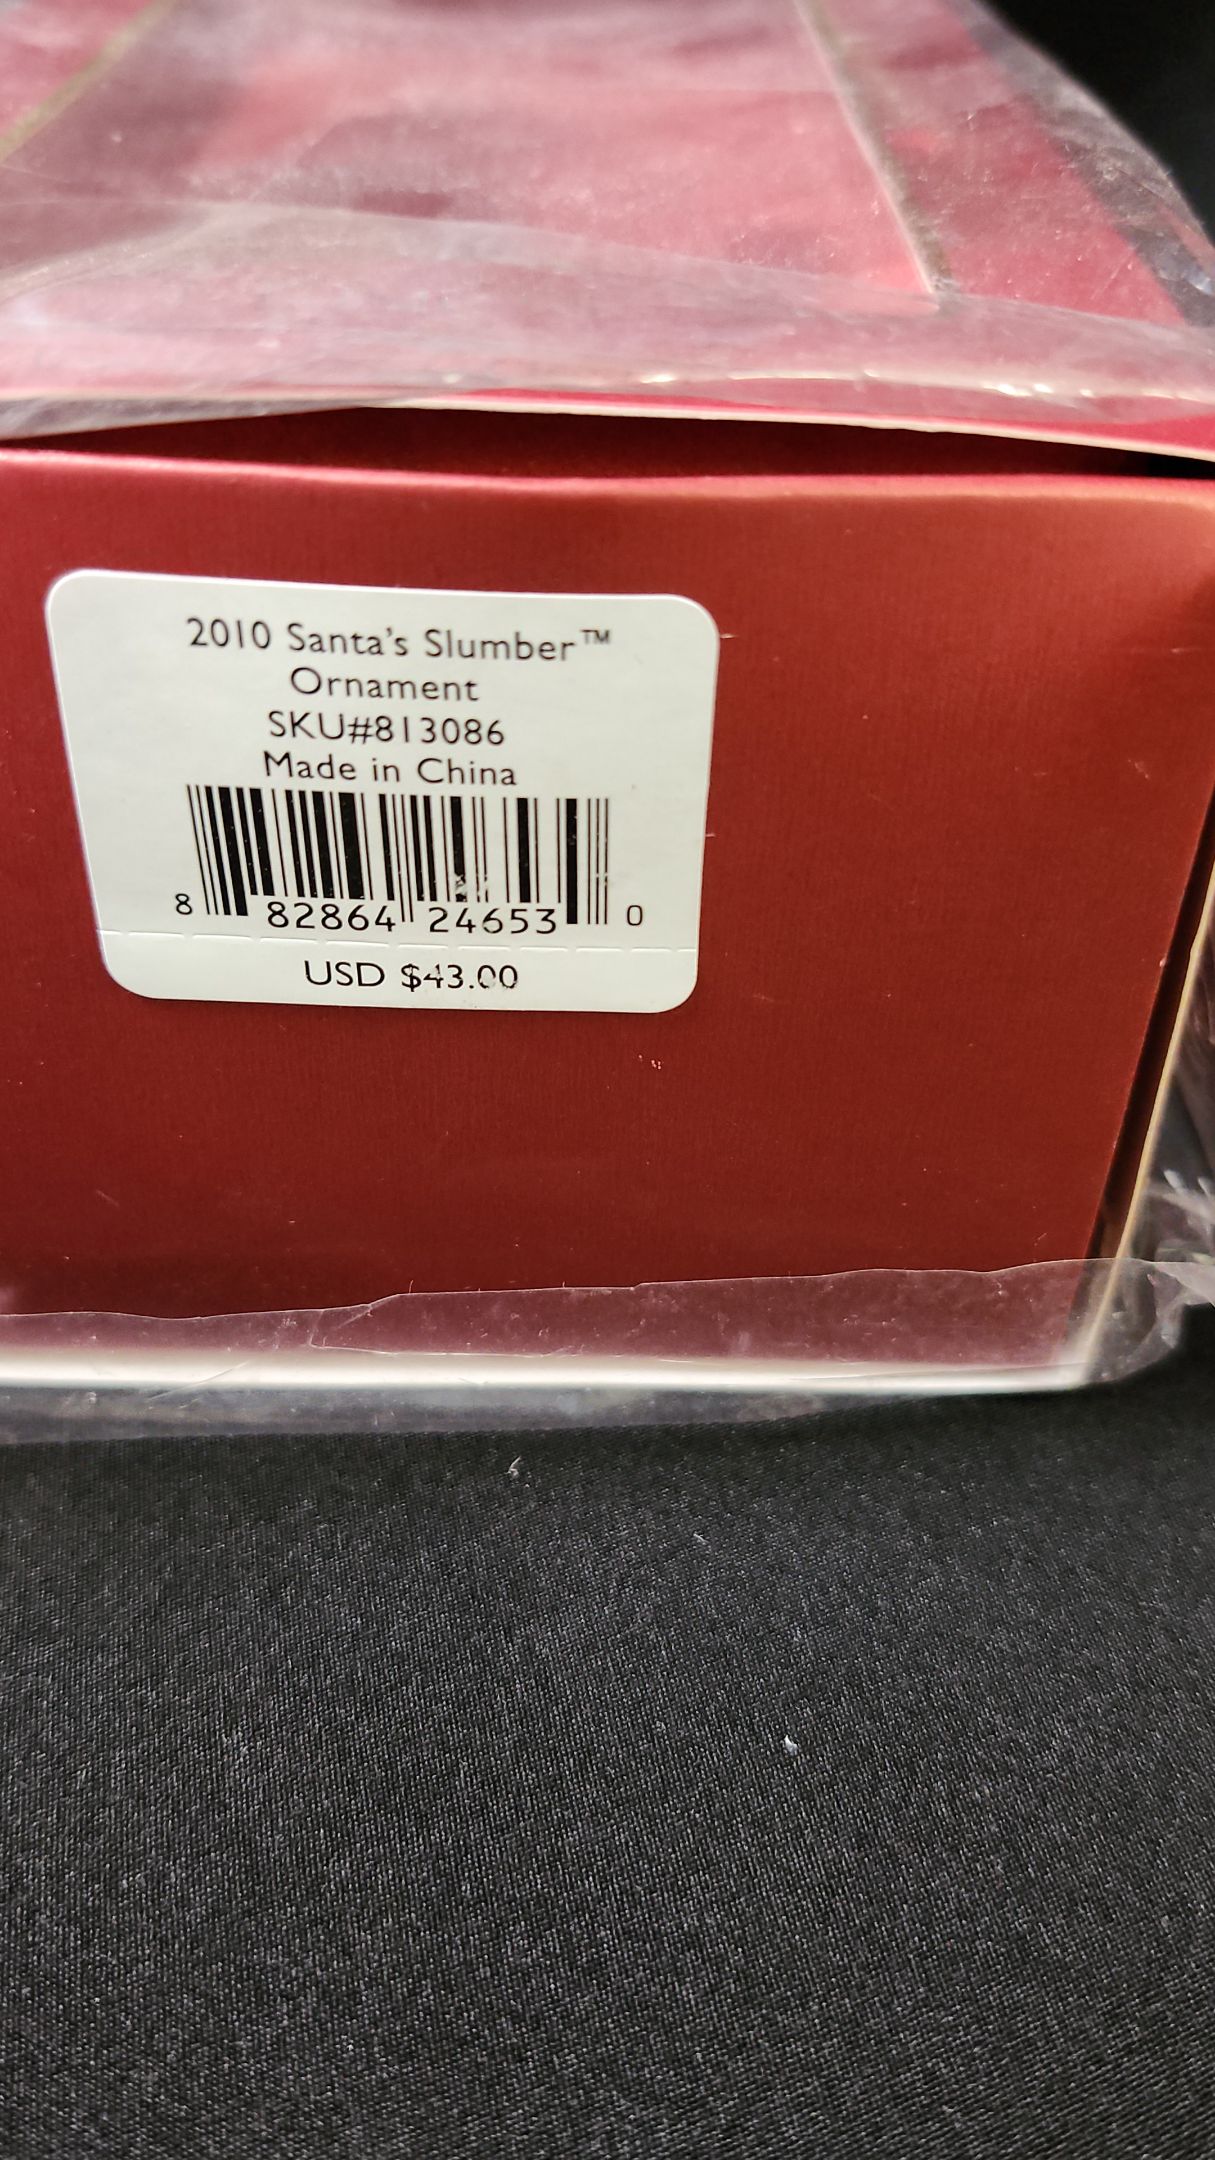 2010 Santa's Slumber™
Ornament
SKU#813086
Made in China
8 82864 24653 0
USD $43.00